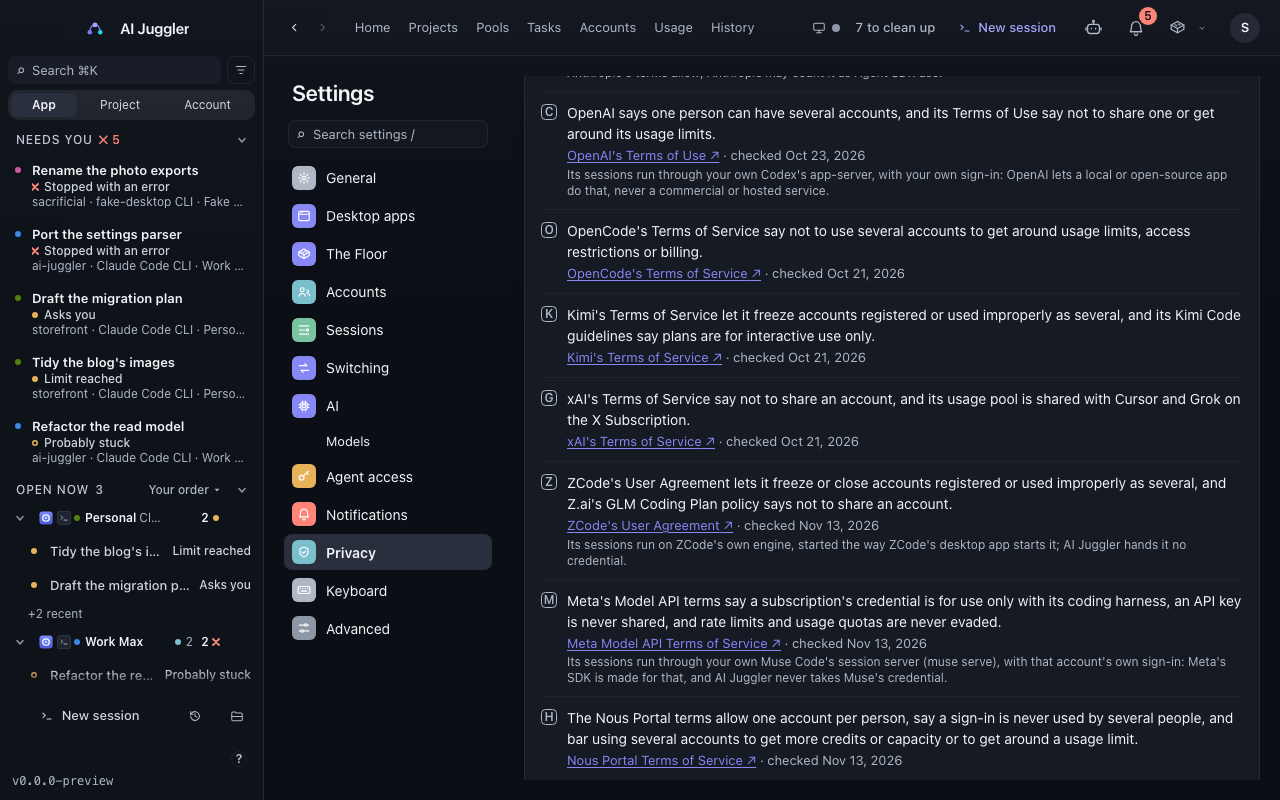 AI Juggler
Search ⌘K
App Project Account
NEEDS YOU 5
Rename the photo exports
Stopped with an error
sacrificial · fake-desktop CLI · Fake ...
Port the settings parser
Stopped with an error
ai-juggler · Claude Code CLI · Work ...
Draft the migration plan
Asks you
storefront · Claude Code CLI · Perso...
Tidy the blog's images
Limit reached
storefront · Claude Code CLI · Perso...
Refactor the read model
Probably stuck
ai-juggler · Claude Code CLI · Work ...
OPEN NOW 3 Your order
Personal Cl... 2
Tidy the blog's i... Limit reached
Draft the migration p... Asks you
+2 recent
Work Max 2 2
Refactor the re... Probably stuck
New session
?
v0.0.0-preview
Home Projects Pools Tasks Accounts Usage History
7 to clean up
New session
5
S
Settings
Search settings /
General
Desktop apps
The Floor
Accounts
Sessions
Switching
AI
Models
Agent access
Notifications
Privacy
Keyboard
Advanced
C
OpenAI says one person can have several accounts, and its Terms of Use say not to share one or get
around its usage limits.
OpenAI's Terms of Use ↗ · checked Oct 23, 2026
Its sessions run through your own Codex's app-server, with your own sign-in: OpenAI lets a local or open-source app
do that, never a commercial or hosted service.
O
OpenCode's Terms of Service say not to use several accounts to get around usage limits, access
restrictions or billing.
OpenCode's Terms of Service ↗ · checked Oct 21, 2026
K
Kimi's Terms of Service let it freeze accounts registered or used improperly as several, and its Kimi Code
guidelines say plans are for interactive use only.
Kimi's Terms of Service ↗ · checked Oct 21, 2026
G
xAI's Terms of Service say not to share an account, and its usage pool is shared with Cursor and Grok on
the X Subscription.
xAI's Terms of Service ↗ · checked Oct 21, 2026
Z
ZCode's User Agreement lets it freeze or close accounts registered or used improperly as several, and
Z.ai's GLM Coding Plan policy says not to share an account.
ZCode's User Agreement ↗ · checked Nov 13, 2026
Its sessions run on ZCode's own engine, started the way ZCode's desktop app starts it; AI Juggler hands it no
credential.
M
Meta's Model API terms say a subscription's credential is for use only with its coding harness, an API key
is never shared, and rate limits and usage quotas are never evaded.
Meta Model API Terms of Service ↗ · checked Nov 13, 2026
Its sessions run through your own Muse Code's session server (muse serve), with that account's own sign-in: Meta's
SDK is made for that, and AI Juggler never takes Muse's credential.
H
The Nous Portal terms allow one account per person, say a sign-in is never used by several people, and
bar using several accounts to get more credits or capacity or to get around a usage limit.
Nous Portal Terms of Service ↗ · checked Nov 13, 2026